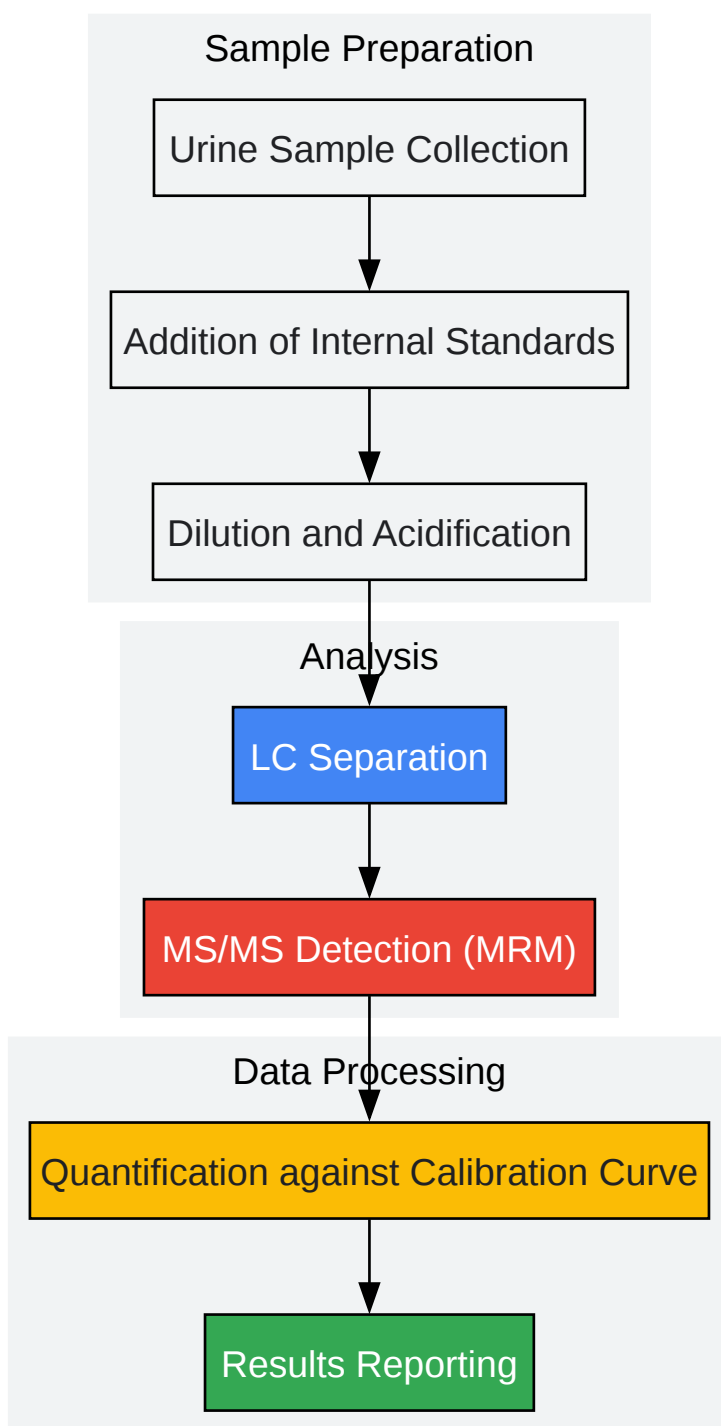 Sample Preparation
Urine Sample Collection
Addition of Internal Standards
Dilution and Acidification
Analysis
LC Separation
MS/MS Detection (MRM)
Data Processing
Quantification against Calibration Curve
Results Reporting